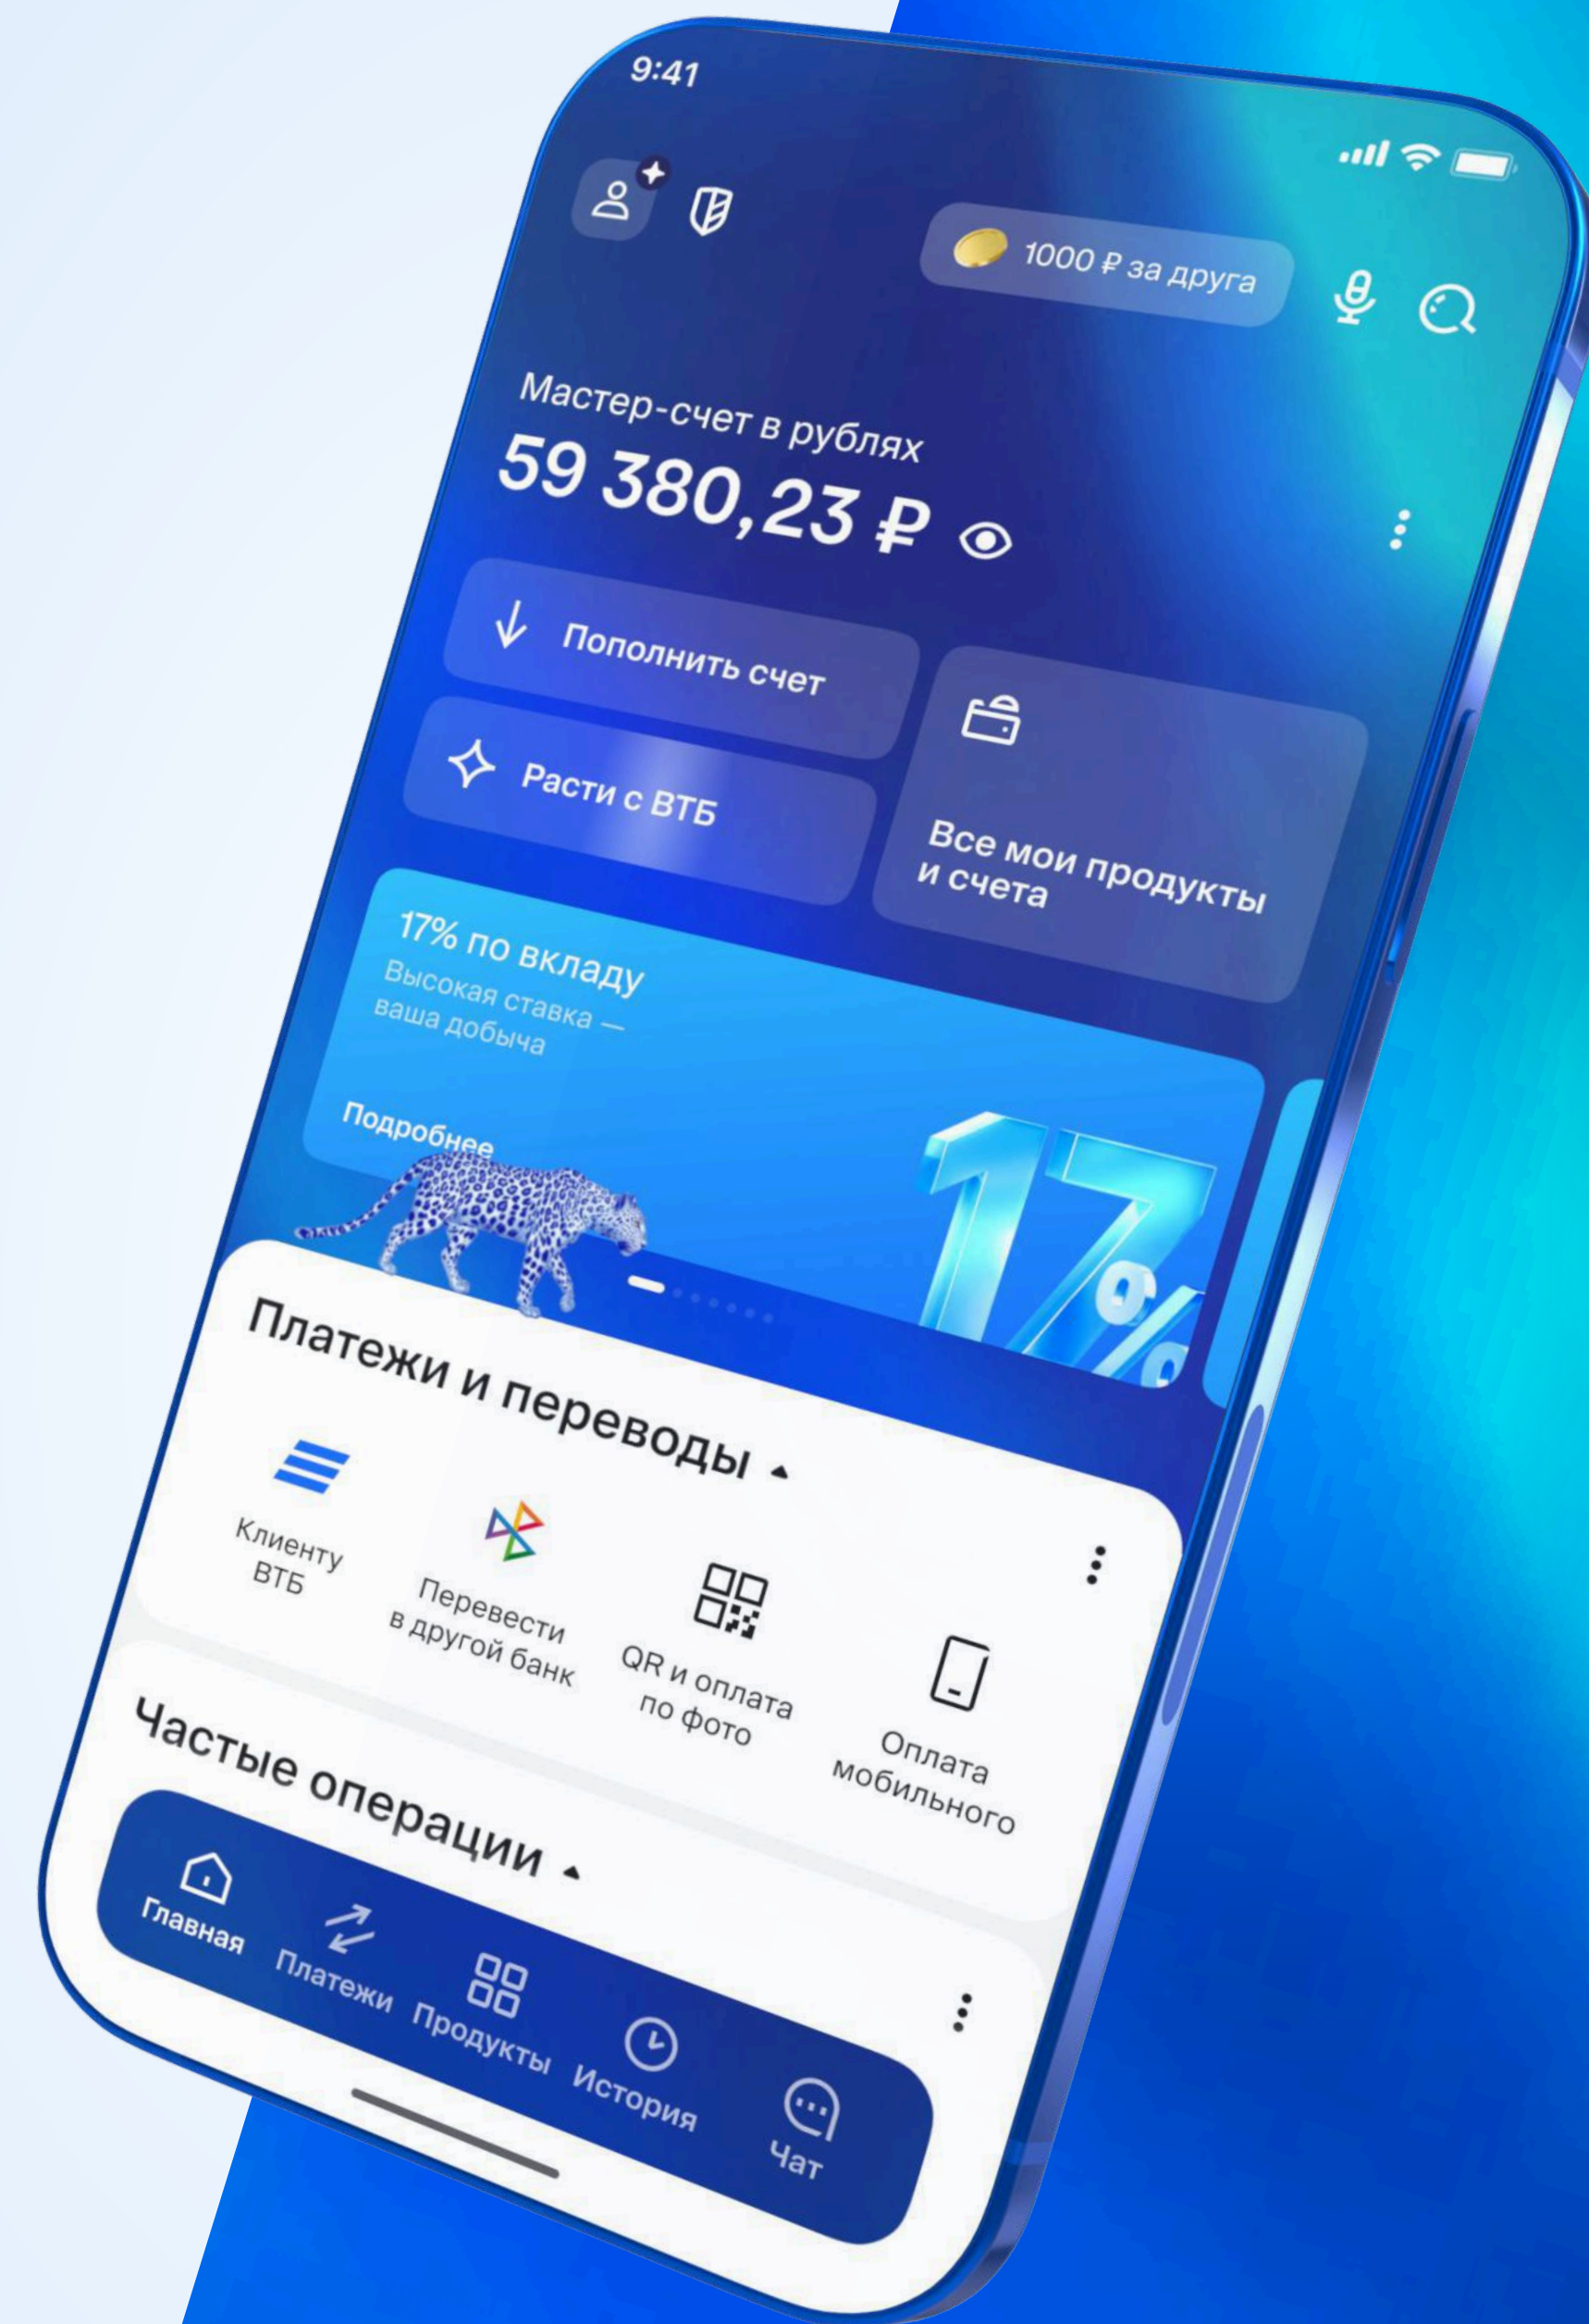 9:41
1000 ₽ за друга
Мастер-счет в рублях
59 380,23 ₽
Пополнить счет
Расти с ВТБ
Все мои продукты
и счета
17% по вкладу
Высокая ставка —
ваша добыча
Подробнее
17%
Платежи и переводы
Клиенту
ВТБ
Перевести
в другой банк
QR и оплата
по фото
Оплата
мобильного
Частые операции
Главная
Платежи
Продукты
История
Чат